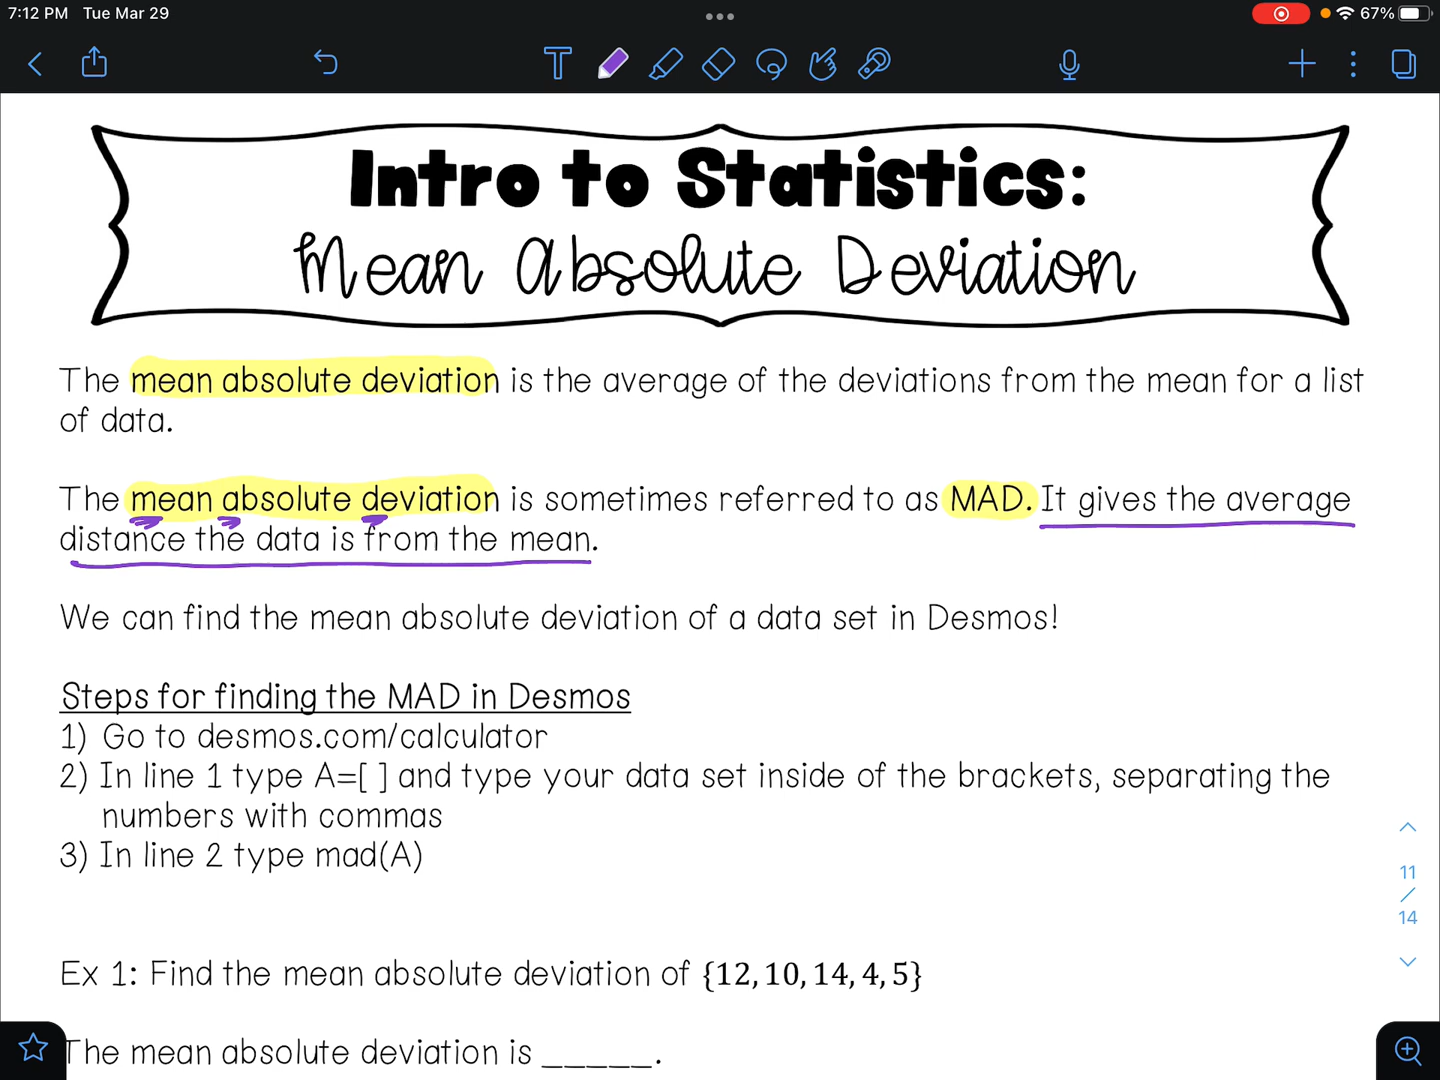 7:12 PM Tue Mar 29
67%
T
Intro to Statistics:
Mean Absolute Deviation
The mean absolute deviation is the average of the deviations from the mean for a list
of data.
The mean absolute deviation is sometimes referred to as MAD. It gives the average
distance the data is from the mean.
We can find the mean absolute deviation of a data set in Desmos!
Steps for finding the MAD in Desmos
1) Go to desmos.com/calculator
2) In line 1 type A=[ ] and type your data set inside of the brackets, separating the
numbers with commas
3) In line 2 type mad(A)
11
/
14
Ex 1: Find the mean absolute deviation of {12, 10, 14, 4, 5}
The mean absolute deviation is _____.